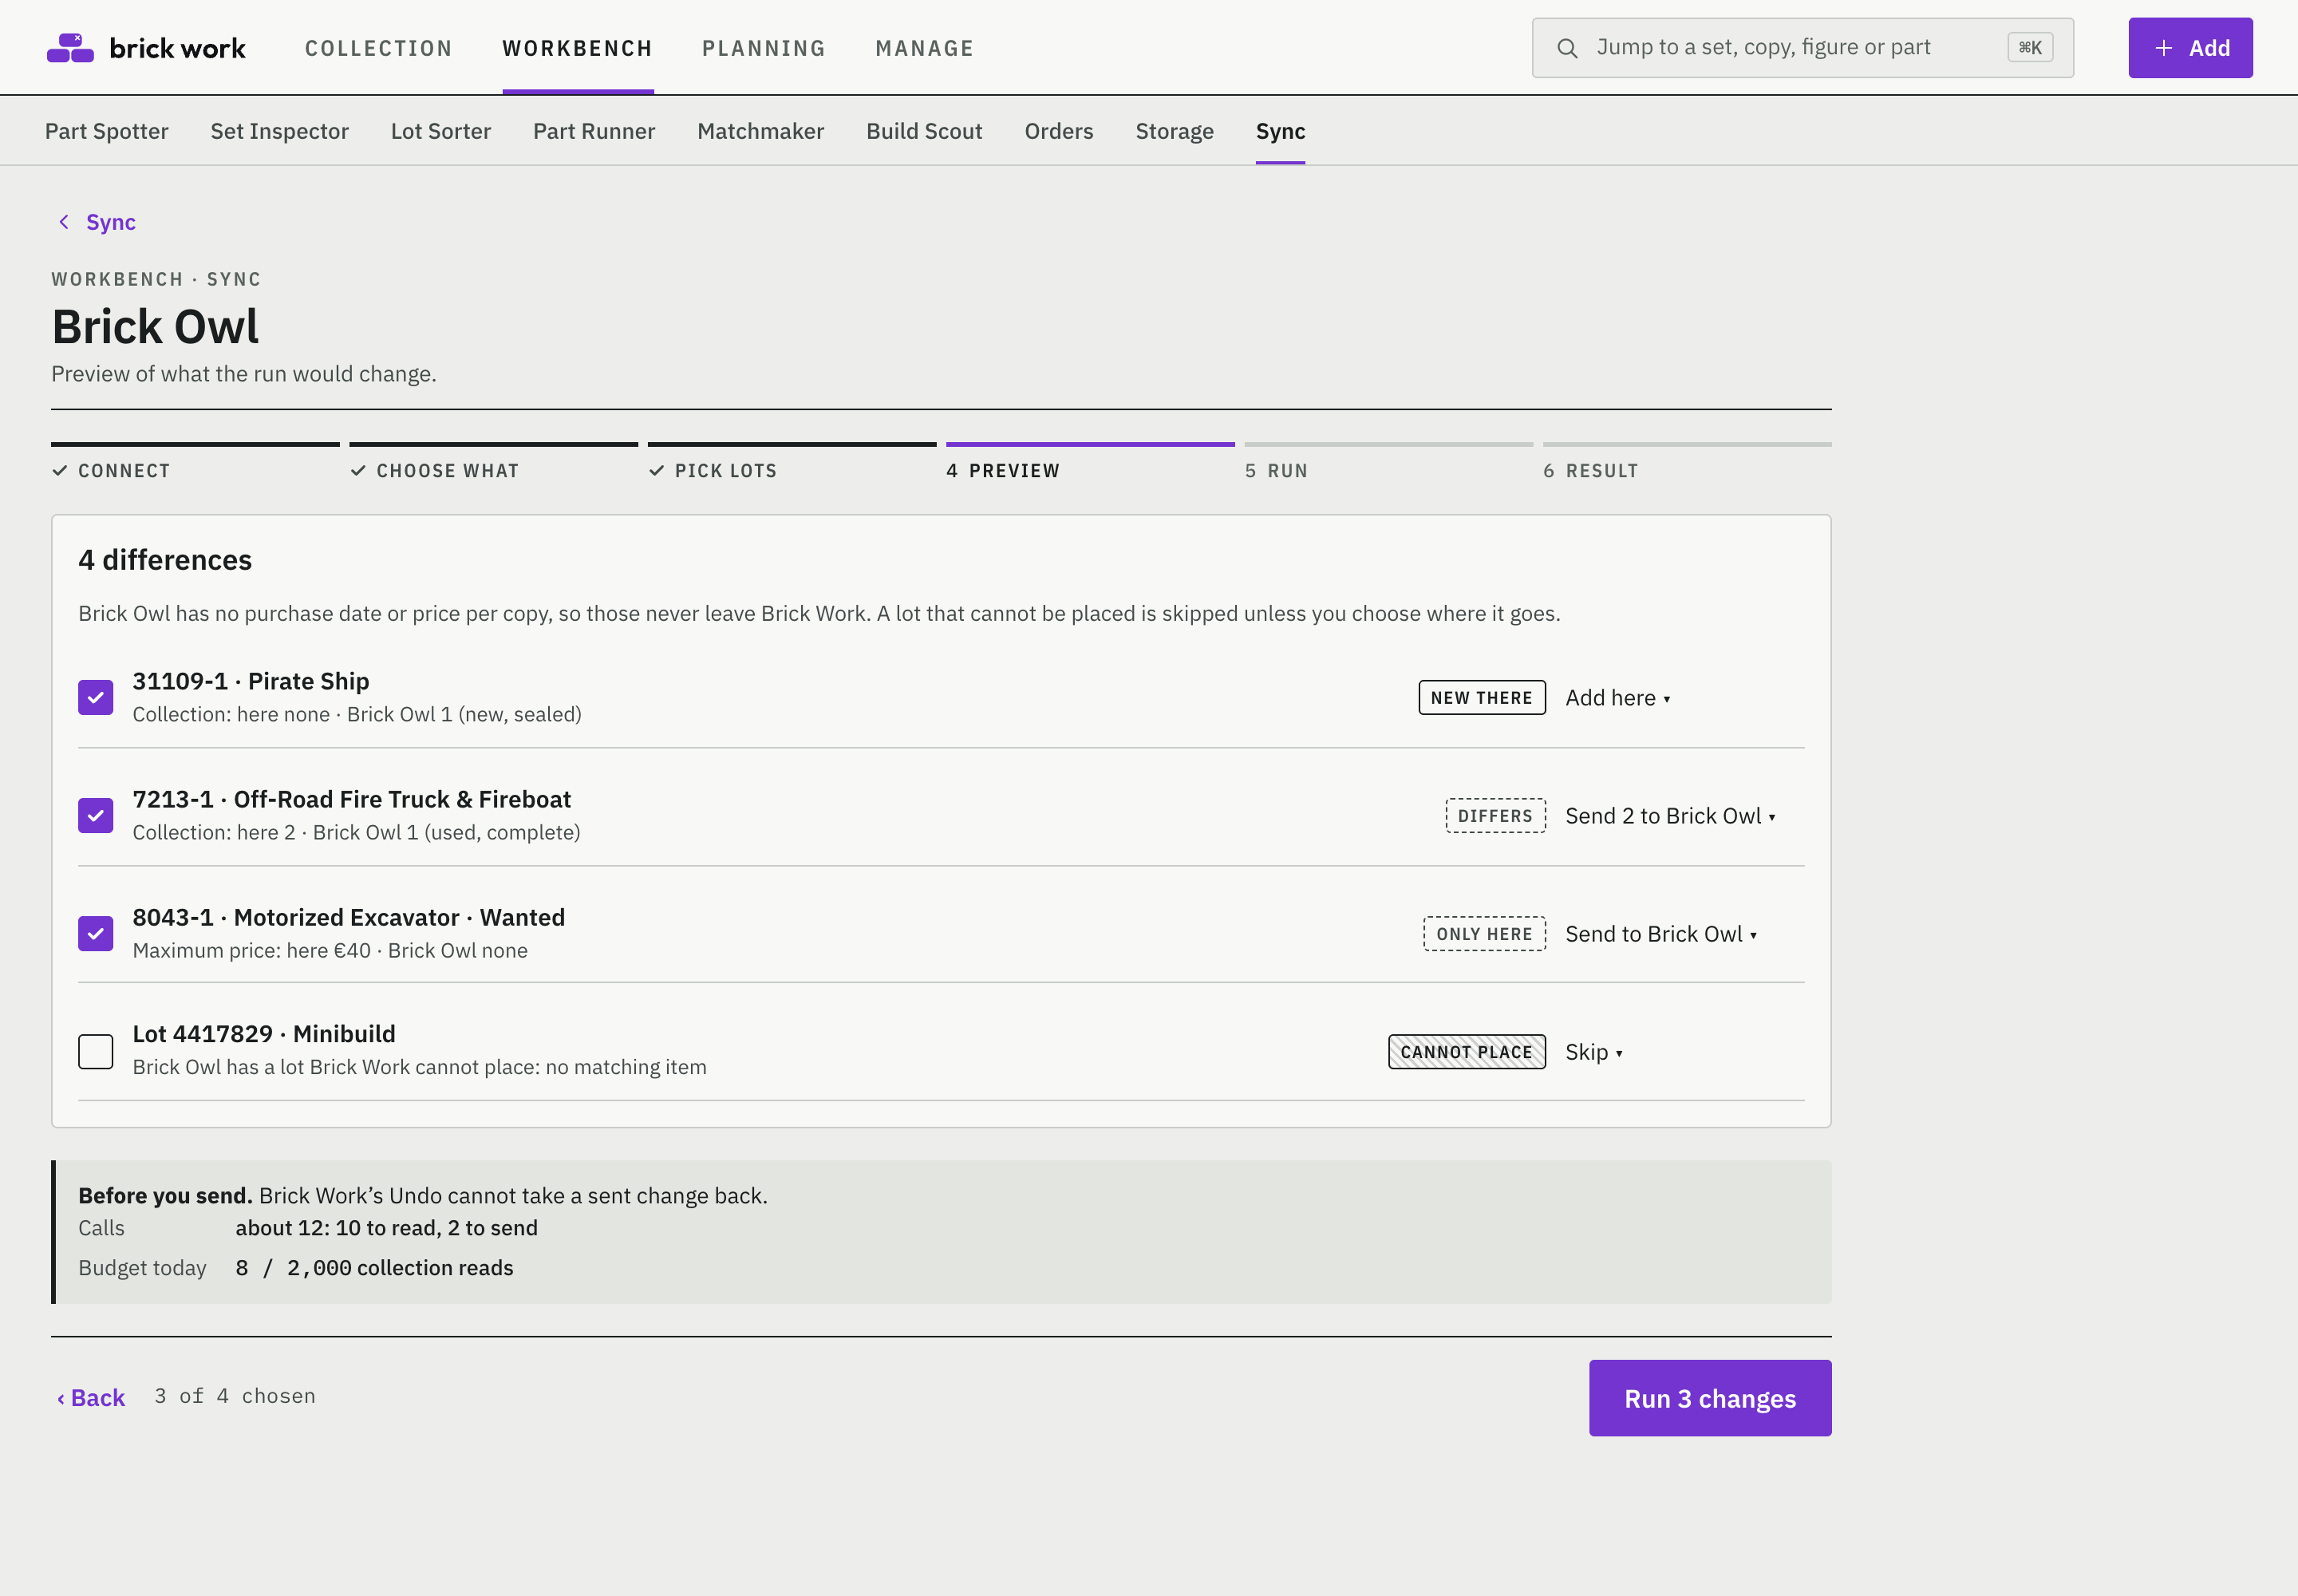 brick work
COLLECTION
WORKBENCH
PLANNING
MANAGE
Jump to a set, copy, figure or part
⌘K
+ Add
Part Spotter
Set Inspector
Lot Sorter
Part Runner
Matchmaker
Build Scout
Orders
Storage
Sync
‹ Sync
WORKBENCH · SYNC
Brick Owl
Preview of what the run would change.
✓ CONNECT
✓ CHOOSE WHAT
✓ PICK LOTS
4 PREVIEW
5 RUN
6 RESULT
4 differences
Brick Owl has no purchase date or price per copy, so those never leave Brick Work. A lot that cannot be placed is skipped unless you choose where it goes.
31109-1 · Pirate Ship
Collection: here none · Brick Owl 1 (new, sealed)
NEW THERE
Add here ▾
7213-1 · Off-Road Fire Truck & Fireboat
Collection: here 2 · Brick Owl 1 (used, complete)
DIFFERS
Send 2 to Brick Owl ▾
8043-1 · Motorized Excavator · Wanted
Maximum price: here €40 · Brick Owl none
ONLY HERE
Send to Brick Owl ▾
Lot 4417829 · Minibuild
Brick Owl has a lot Brick Work cannot place: no matching item
CANNOT PLACE
Skip ▾
Before you send. Brick Work’s Undo cannot take a sent change back.
Calls about 12: 10 to read, 2 to send
Budget today 8 / 2,000 collection reads
‹ Back
3 of 4 chosen
Run 3 changes